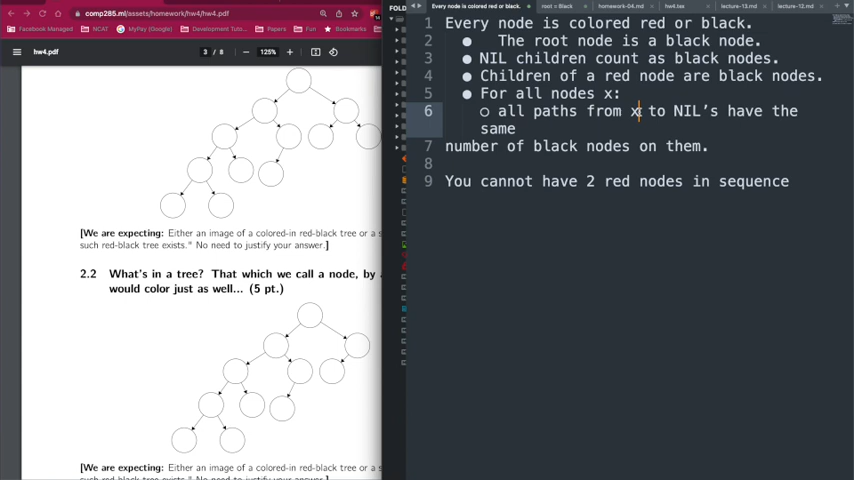 comp285.ml/assets/homework/hw4/hw4.pdf
Facebook Managed
MyPay (Google)
Development Tutor...
Pages
Fun
Bookmarks
NCAT
hw4.pdf
3 / 8
125%
[We are expecting: Either an image of a colored-in red-black tree or a s
such red-black tree exists." No need to justify your answer.]
2.2 What's in a tree? That which we call a node, by a
would color just as well... (5 pt.)
[We are expecting: Either an image of a colored-in red-black tree or a s
FOLD
Every node is colored red or black.
root = Black
homework-04.md
hw4.tex
lecture-13.md
lecture-12.md
1 Every node is colored red or black.
2 ● The root node is a black node.
3 ● NIL children count as black nodes.
4 ● Children of a red node are black nodes.
5 ● For all nodes x:
6 ○ all paths from x to NIL’s have the
same
7 number of black nodes on them.
8
9 You cannot have 2 red nodes in sequence